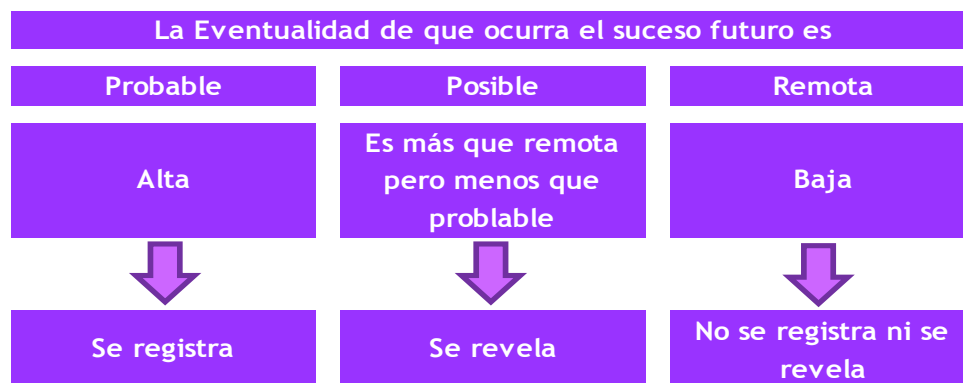 La Eventualidad de que ocurra el suceso futuro es
Probable
Posible
Remota
Alta
Es más que remota
pero menos que
problable
Baja
Se registra
Se revela
No se registra ni se
revela